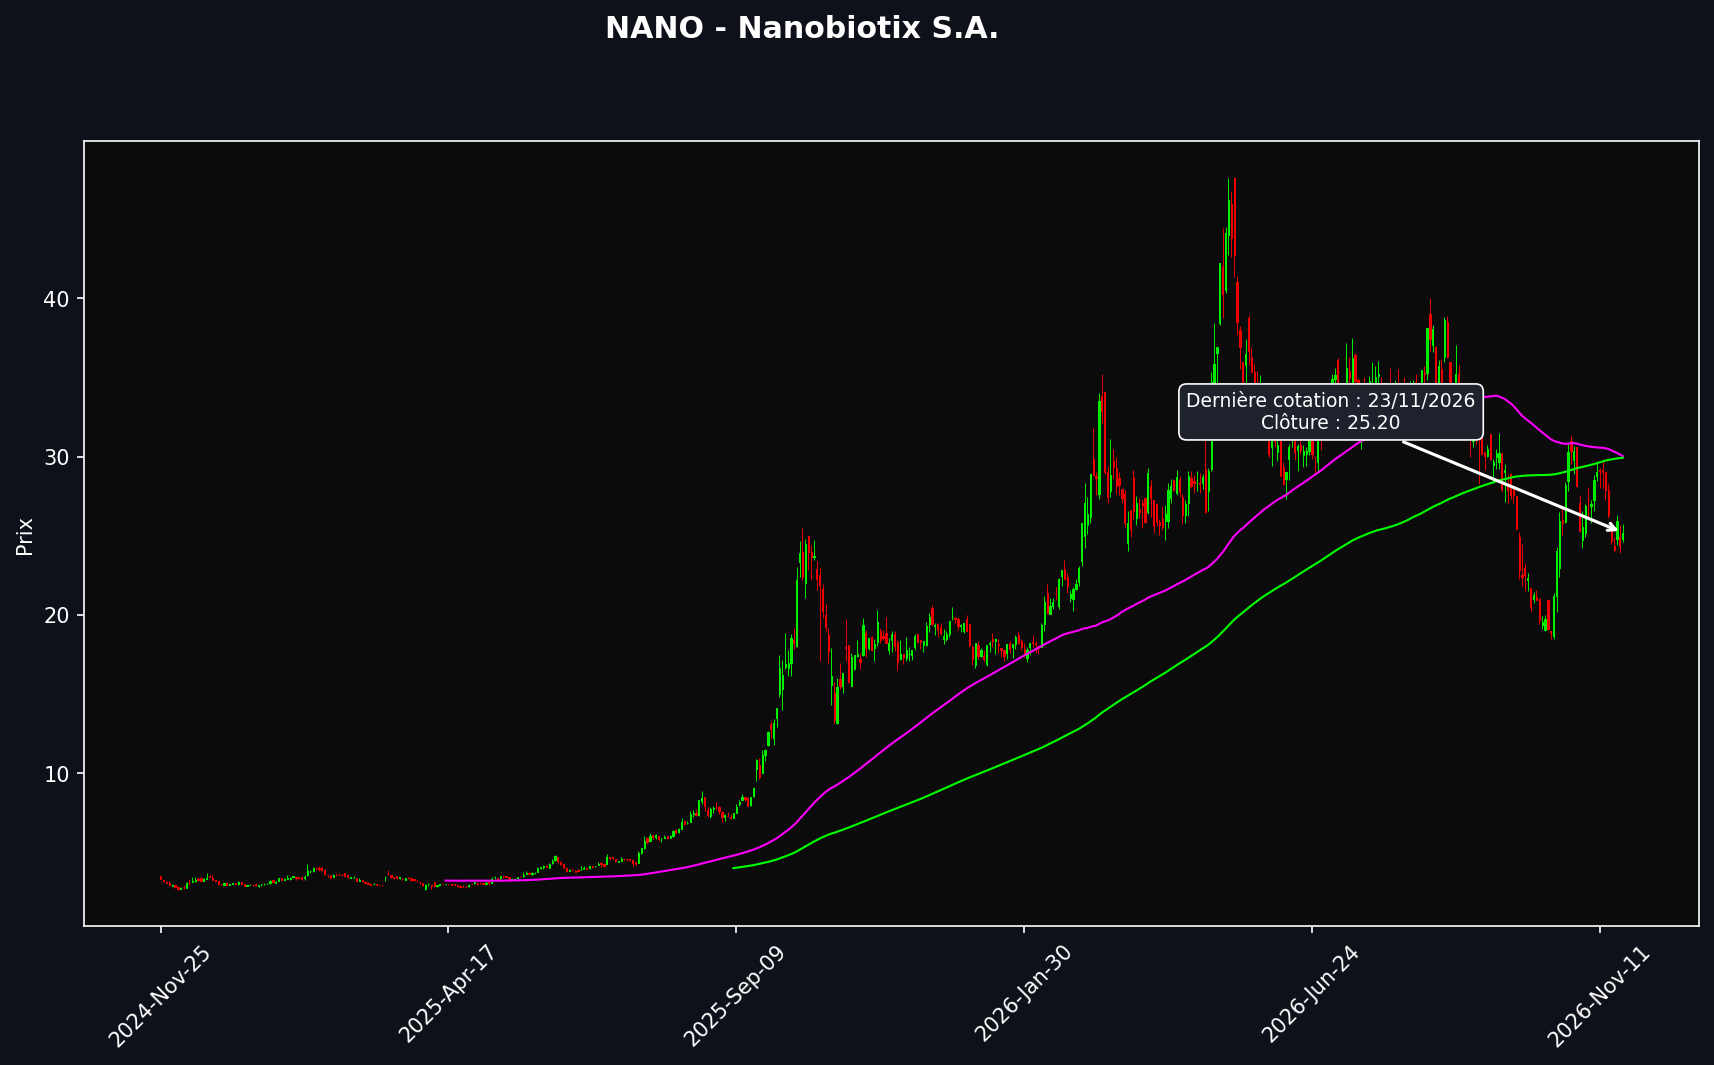 NANO - Nanobiotix S.A.
Prix
40
30
20
10
Dernière cotation : 23/11/2026
Clôture : 25.20
2024-Nov-25
2025-Apr-17
2025-Sep-09
2026-Jan-30
2026-Jun-24
2026-Nov-11